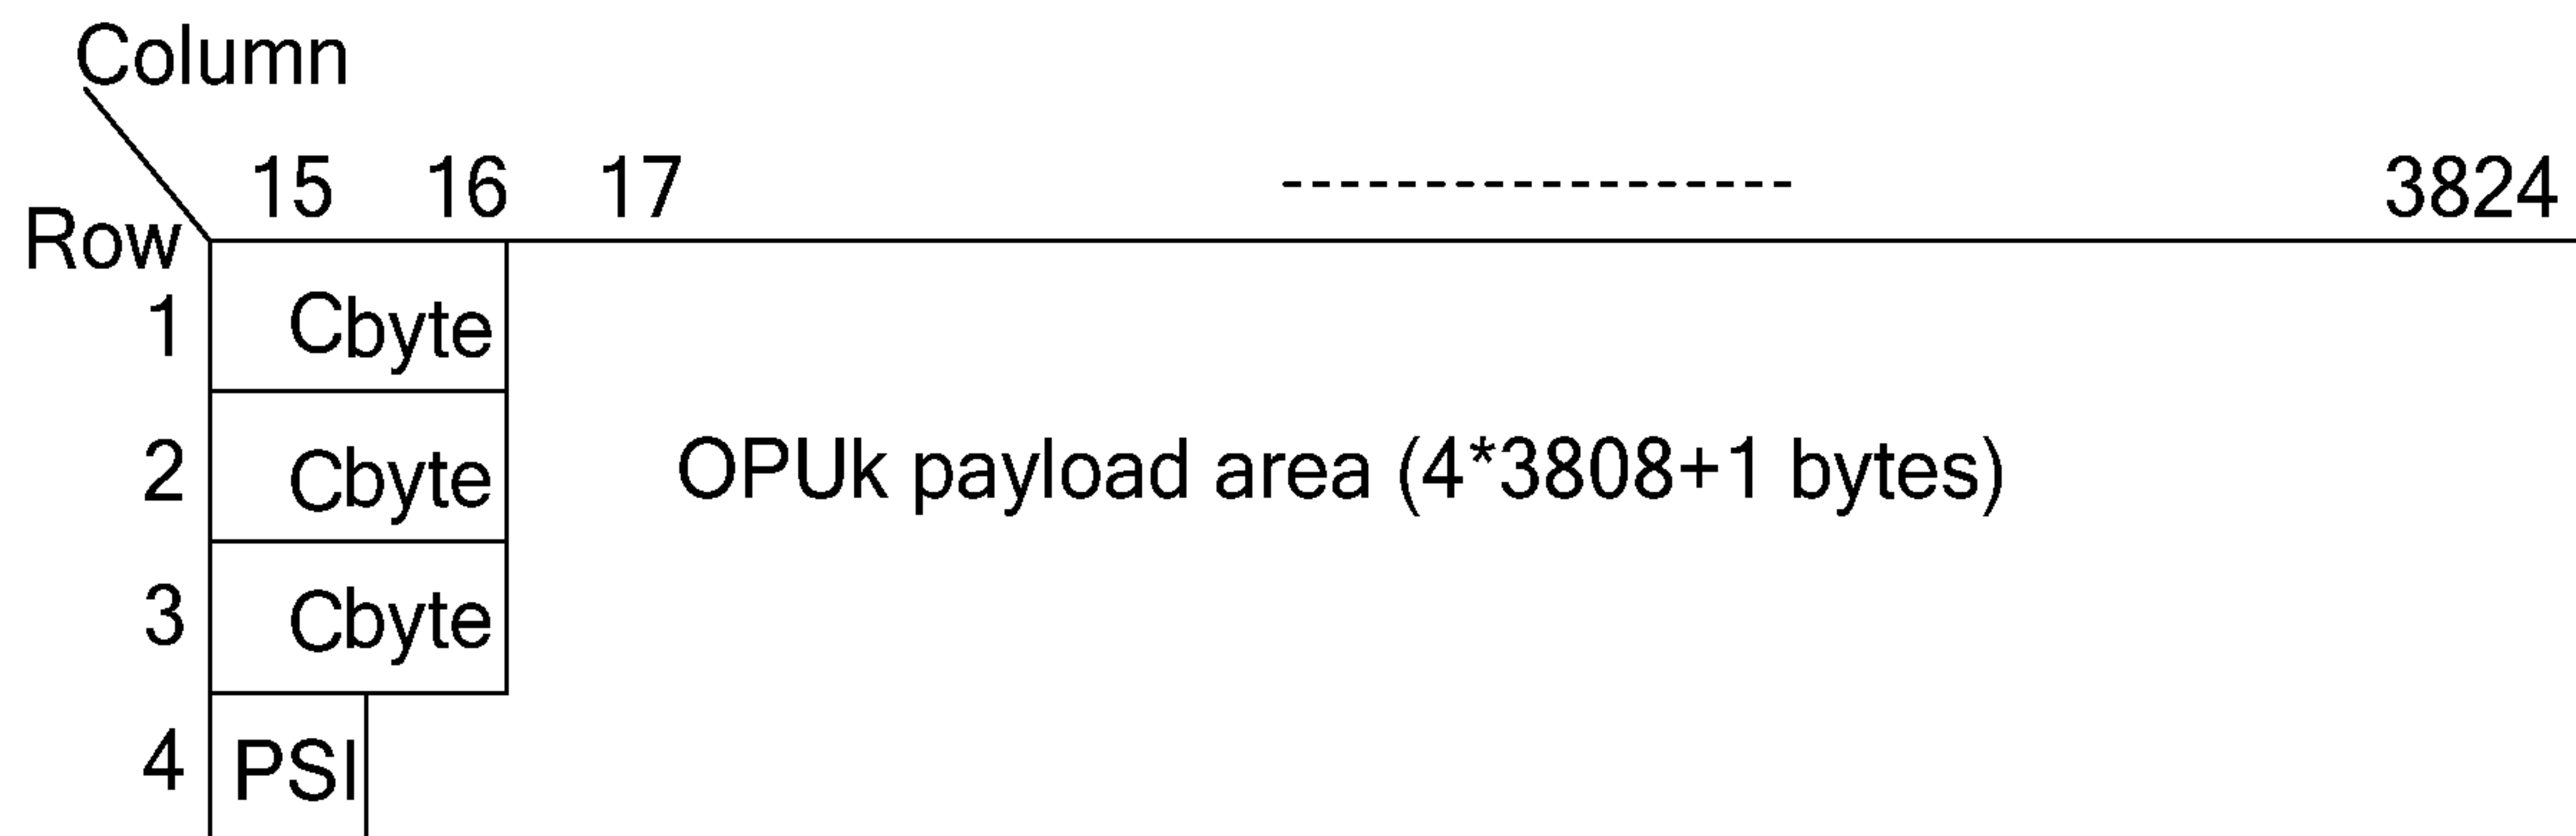 Column
15 16 17 ------------------ 3824
Row
1 Cbyte
2 Cbyte OPUk payload area (4*3808+1 bytes)
3 Cbyte
4 PSI